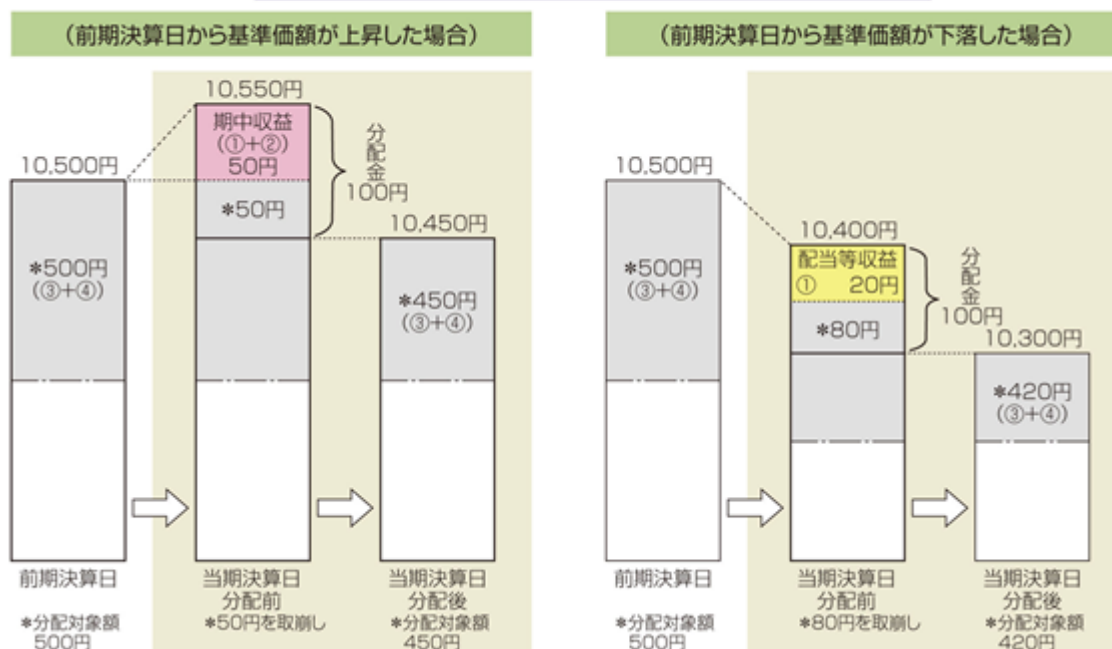 (前期決算日から基準価額が上昇した場合)
10,550円
期中収益
(①+②)
50円
*50円
分配金
100円
10,500円
*500円
(③+④)
10,450円
*450円
(③+④)
前期決算日
*分配対象額
500円
当期決算日
分配前
*50円を取崩し
当期決算日
分配後
*分配対象額
450円
(前期決算日から基準価額が下落した場合)
10,500円
*500円
(③+④)
10,400円
配当等収益
① 20円
*80円
分配金
100円
10,300円
*420円
(③+④)
前期決算日
*分配対象額
500円
当期決算日
分配前
*80円を取崩し
当期決算日
分配後
*分配対象額
420円